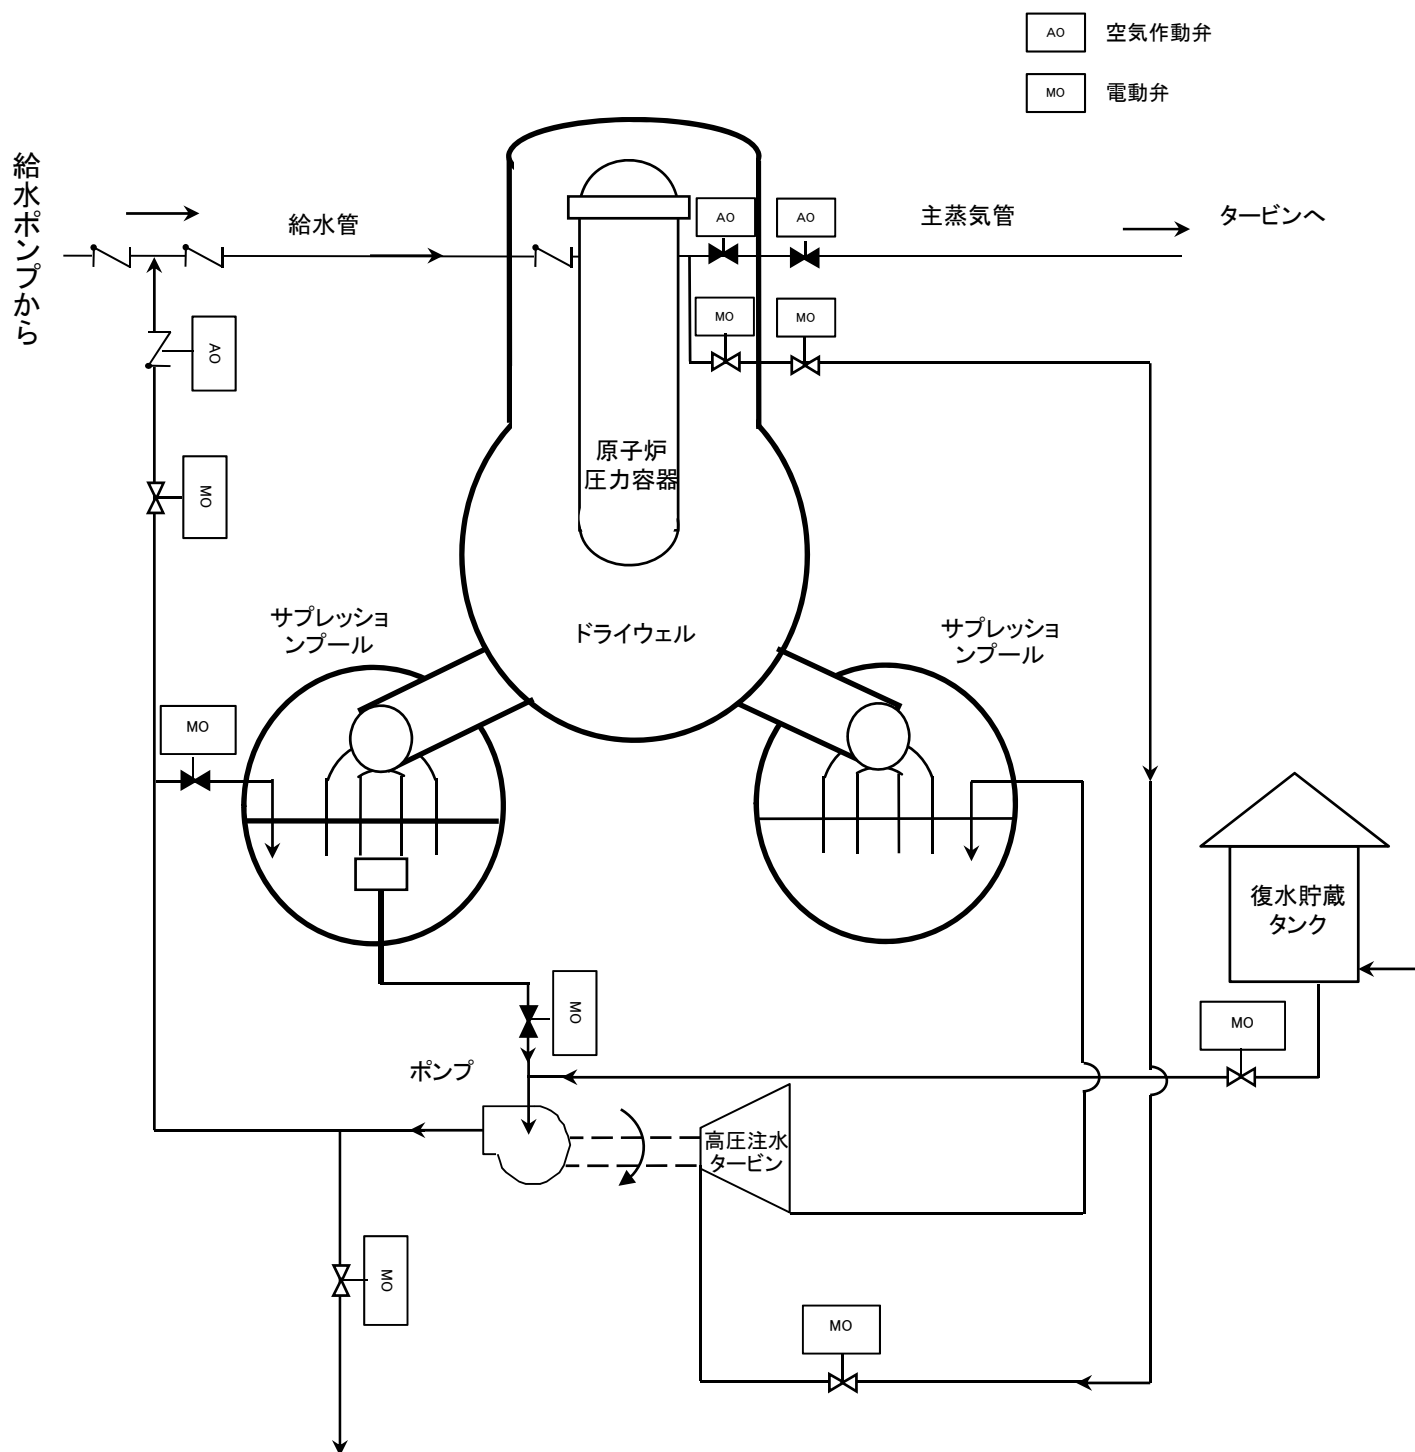 AO
空気作動弁
MO
電動弁
給水ポンプから
給水管
AO
AO
主蒸気管
タービンへ
MO
MO
AO
MO
原子炉
圧力容器
サプレッショ
ンプール
ドライウェル
サプレッショ
ンプール
MO
復水貯蔵
タンク
MO
MO
ポンプ
高圧注水
タービン
MO
MO